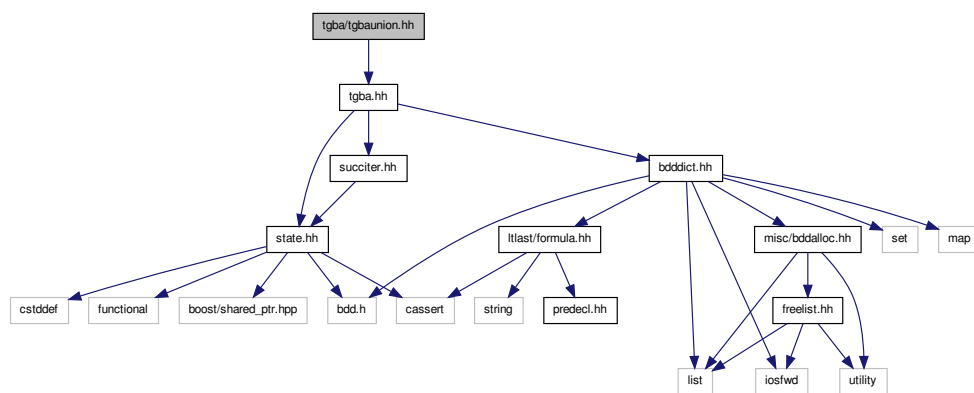 tgba/tgbaunion.hh
tgba.hh
succiter.hh
bdddict.hh
state.hh
ltlast/formula.hh
misc/bddalloc.hh
set
map
cstddef
functional
boost/shared_ptr.hpp
bdd.h
cassert
string
predecl.hh
freelist.hh
list
iosfwd
utility